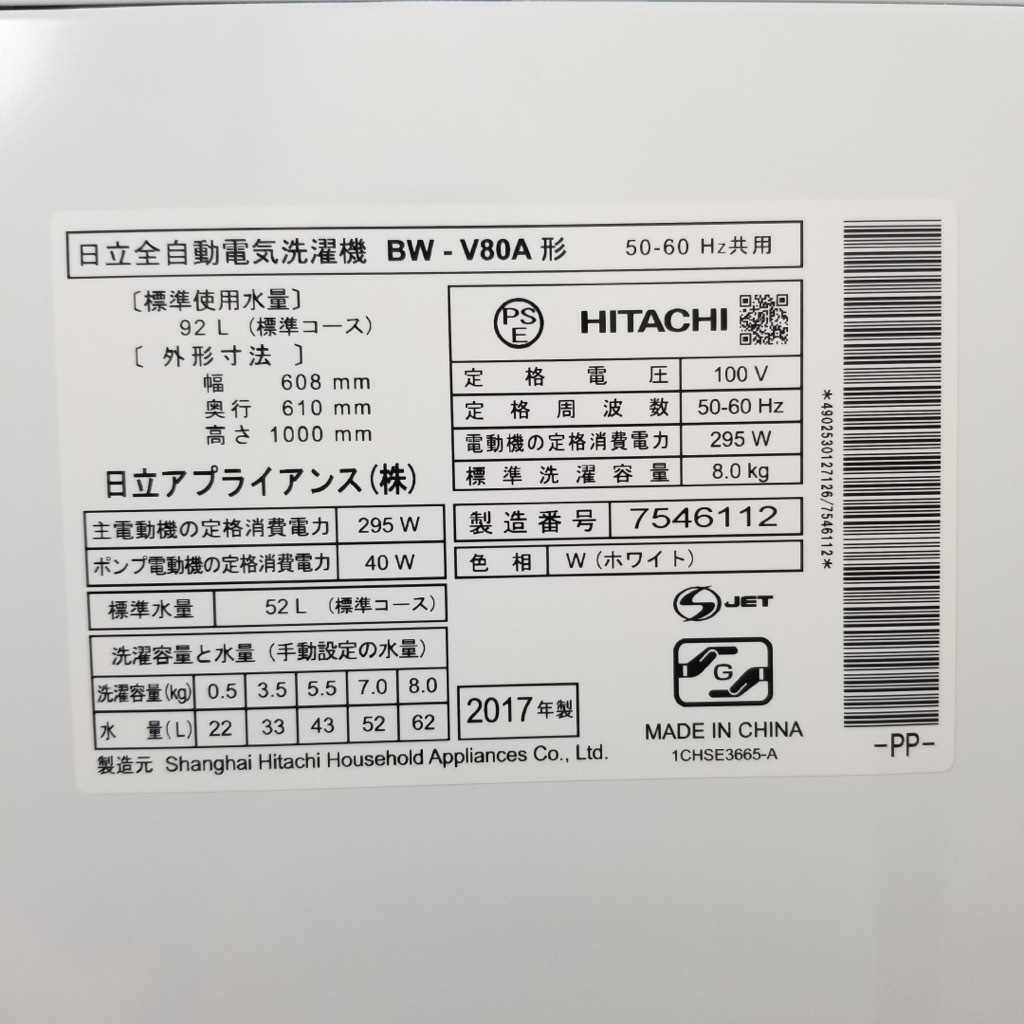 日立全自動電気洗濯機 BW - V80A 形 50-60 Hz共用
〔標準使用水量〕
92 L (標準コース)
〔 外形寸法 〕
幅 608 mm
奥行 610 mm
高さ 1000 mm
日立アプライアンス(株)
主電動機の定格消費電力 295 W
ポンプ電動機の定格消費電力 40 W
標準水量 52 L (標準コース)
洗濯容量と水量 (手動設定の水量)
洗濯容量(kg) 0.5 3.5 5.5 7.0 8.0
水 量(L) 22 33 43 52 62
製造元 Shanghai Hitachi Household Appliances Co., Ltd.
PS
E
HITACHI
定格電圧 100 V
定格周波数 50-60 Hz
電動機の定格消費電力 295 W
標準洗濯容量 8.0 kg
製造番号 7546112
色相 W (ホワイト)
S JET
G
2017 年製
MADE IN CHINA
1CHSE3665-A
*4902530127126/7546112*
-PP-